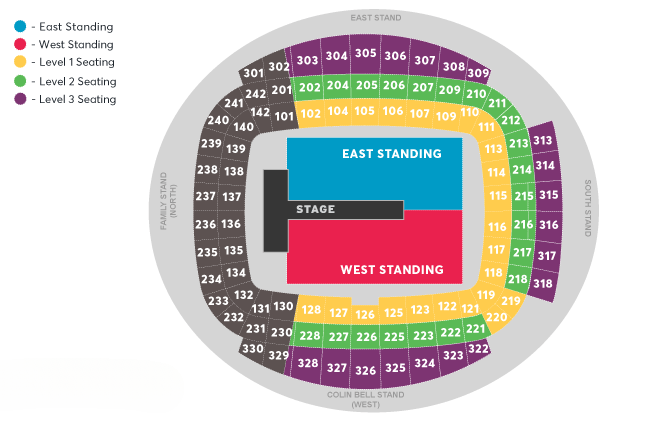 EAST STAND
- East Standing
- West Standing
- Level 1 Seating
- Level 2 Seating
- Level 3 Seating
301 302 303 304 305 306 307 308 309
242 201 202 204 205 206 207 209 210 211
241 142 101 102 104 105 106 107 109 110 111 212
240 140
239 139 113 213 313
238 138 114 214 314
237 137 115 215 315
236 136 116 216 316
235 135 117 217 317
234 134 118 218 318
233 132 119 219
232 131 130 128 127 126 125 123 122 121 220
231 230 228 227 226 225 223 222 221
330 329 328 327 326 325 324 323 322
EAST STANDING
STAGE
WEST STANDING
FAMILY STAND
(NORTH)
SOUTH STAND
COLIN BELL STAND
(WEST)